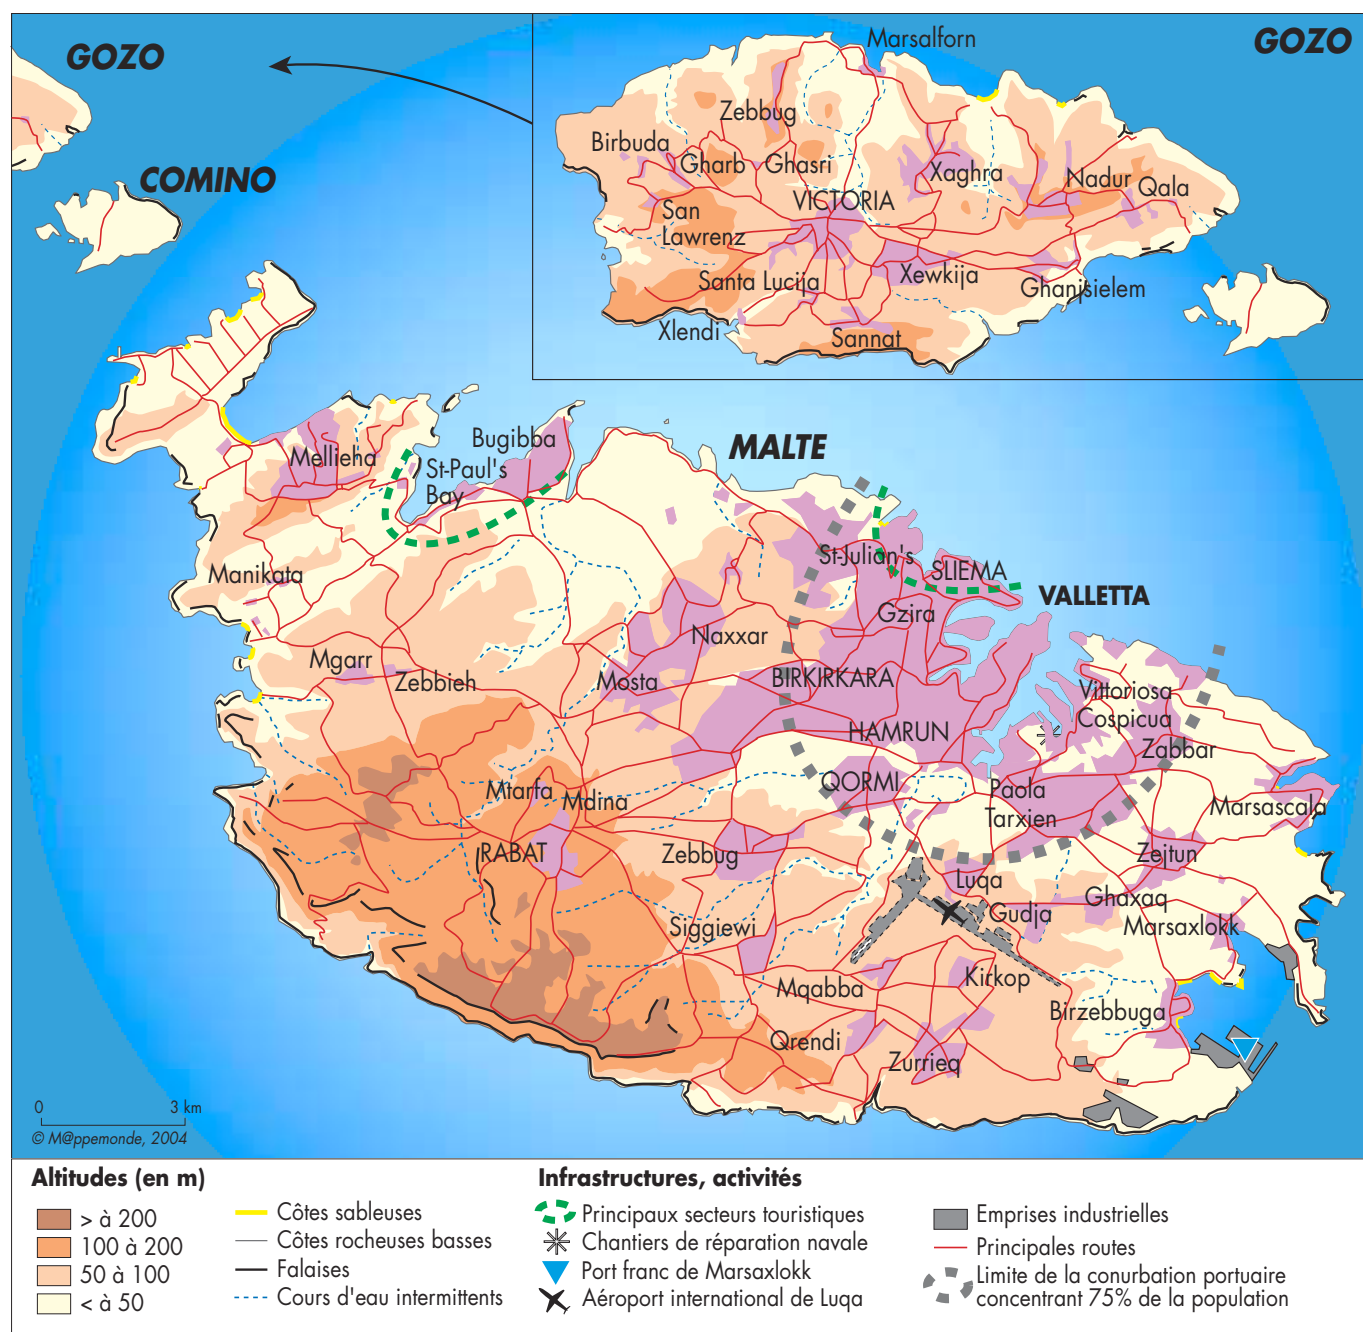 GOZO
COMINO
GOZO
Marsalforn
Zebbug
Birbuda
Gharb
Ghasri
Xaghra
Nadur
Qala
VICTORIA
San
Lawrenz
Santa Lucija
Xewkija
Ghanjsielem
Xlendi
Sannat
MALTE
Bugibba
Mellieha
St-Paul's
Bay
Manikata
St-Julian's
SLIEMA
VALLETTA
Gzira
Naxxar
Mgarr
Zebbieh
Mosta
BIRKIRKARA
Vittoriosa
Cospicua
HAMRUN
Zabbar
Mtarfa
Mdina
QORMI
Paola
Tarxien
Marsascala
RABAT
Zebbug
Zejtun
Luqa
Ghaxaq
Gudja
Marsaxlokk
Siggiewi
Kirkop
Mqabba
Birzebbuga
Qrendi
Zurrieq
0 3 km
© M@ppemonde, 2004
Altitudes (en m)
> à 200
100 à 200
50 à 100
< à 50
Côtes sableuses
Côtes rocheuses basses
Falaises
Cours d'eau intermittents
Infrastructures, activités
Principaux secteurs touristiques
Chantiers de réparation navale
Port franc de Marsaxlokk
Aéroport international de Luqa
Emprises industrielles
Principales routes
Limite de la conurbation portuaire
concentrant 75% de la population